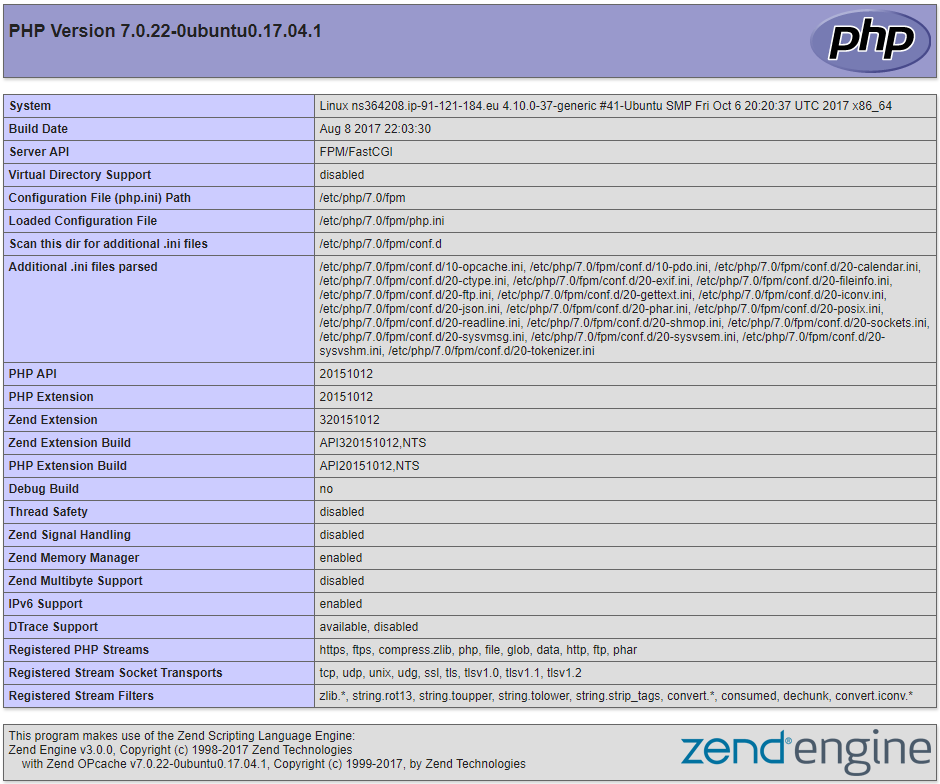 PHP Version 7.0.22-0ubuntu0.17.04.1
php
System Linux ns364208.ip-91-121-184.eu 4.10.0-37-generic #41-Ubuntu SMP Fri Oct 6 20:20:37 UTC 2017 x86_64
Build Date Aug 8 2017 22:03:30
Server API FPM/FastCGI
Virtual Directory Support disabled
Configuration File (php.ini) Path /etc/php/7.0/fpm
Loaded Configuration File /etc/php/7.0/fpm/php.ini
Scan this dir for additional .ini files /etc/php/7.0/fpm/conf.d
Additional .ini files parsed /etc/php/7.0/fpm/conf.d/10-opcache.ini, /etc/php/7.0/fpm/conf.d/10-pdo.ini, /etc/php/7.0/fpm/conf.d/20-calendar.ini,
/etc/php/7.0/fpm/conf.d/20-ctype.ini, /etc/php/7.0/fpm/conf.d/20-exif.ini, /etc/php/7.0/fpm/conf.d/20-fileinfo.ini,
/etc/php/7.0/fpm/conf.d/20-ftp.ini, /etc/php/7.0/fpm/conf.d/20-gettext.ini, /etc/php/7.0/fpm/conf.d/20-iconv.ini,
/etc/php/7.0/fpm/conf.d/20-json.ini, /etc/php/7.0/fpm/conf.d/20-phar.ini, /etc/php/7.0/fpm/conf.d/20-posix.ini,
/etc/php/7.0/fpm/conf.d/20-readline.ini, /etc/php/7.0/fpm/conf.d/20-shmop.ini, /etc/php/7.0/fpm/conf.d/20-sockets.ini,
/etc/php/7.0/fpm/conf.d/20-sysvmsg.ini, /etc/php/7.0/fpm/conf.d/20-sysvsem.ini, /etc/php/7.0/fpm/conf.d/20-
sysvshm.ini, /etc/php/7.0/fpm/conf.d/20-tokenizer.ini
PHP API 20151012
PHP Extension 20151012
Zend Extension 320151012
Zend Extension Build API320151012,NTS
PHP Extension Build API20151012,NTS
Debug Build no
Thread Safety disabled
Zend Signal Handling disabled
Zend Memory Manager enabled
Zend Multibyte Support disabled
IPv6 Support enabled
DTrace Support available, disabled
Registered PHP Streams https, ftps, compress.zlib, php, file, glob, data, http, ftp, phar
Registered Stream Socket Transports tcp, udp, unix, udg, ssl, tls, tlsv1.0, tlsv1.1, tlsv1.2
Registered Stream Filters zlib.*, string.rot13, string.toupper, string.tolower, string.strip_tags, convert.*, consumed, dechunk, convert.iconv.*
This program makes use of the Zend Scripting Language Engine:
Zend Engine v3.0.0, Copyright (c) 1998-2017 Zend Technologies
with Zend OPcache v7.0.22-0ubuntu0.17.04.1, Copyright (c) 1999-2017, by Zend Technologies
zend® engine